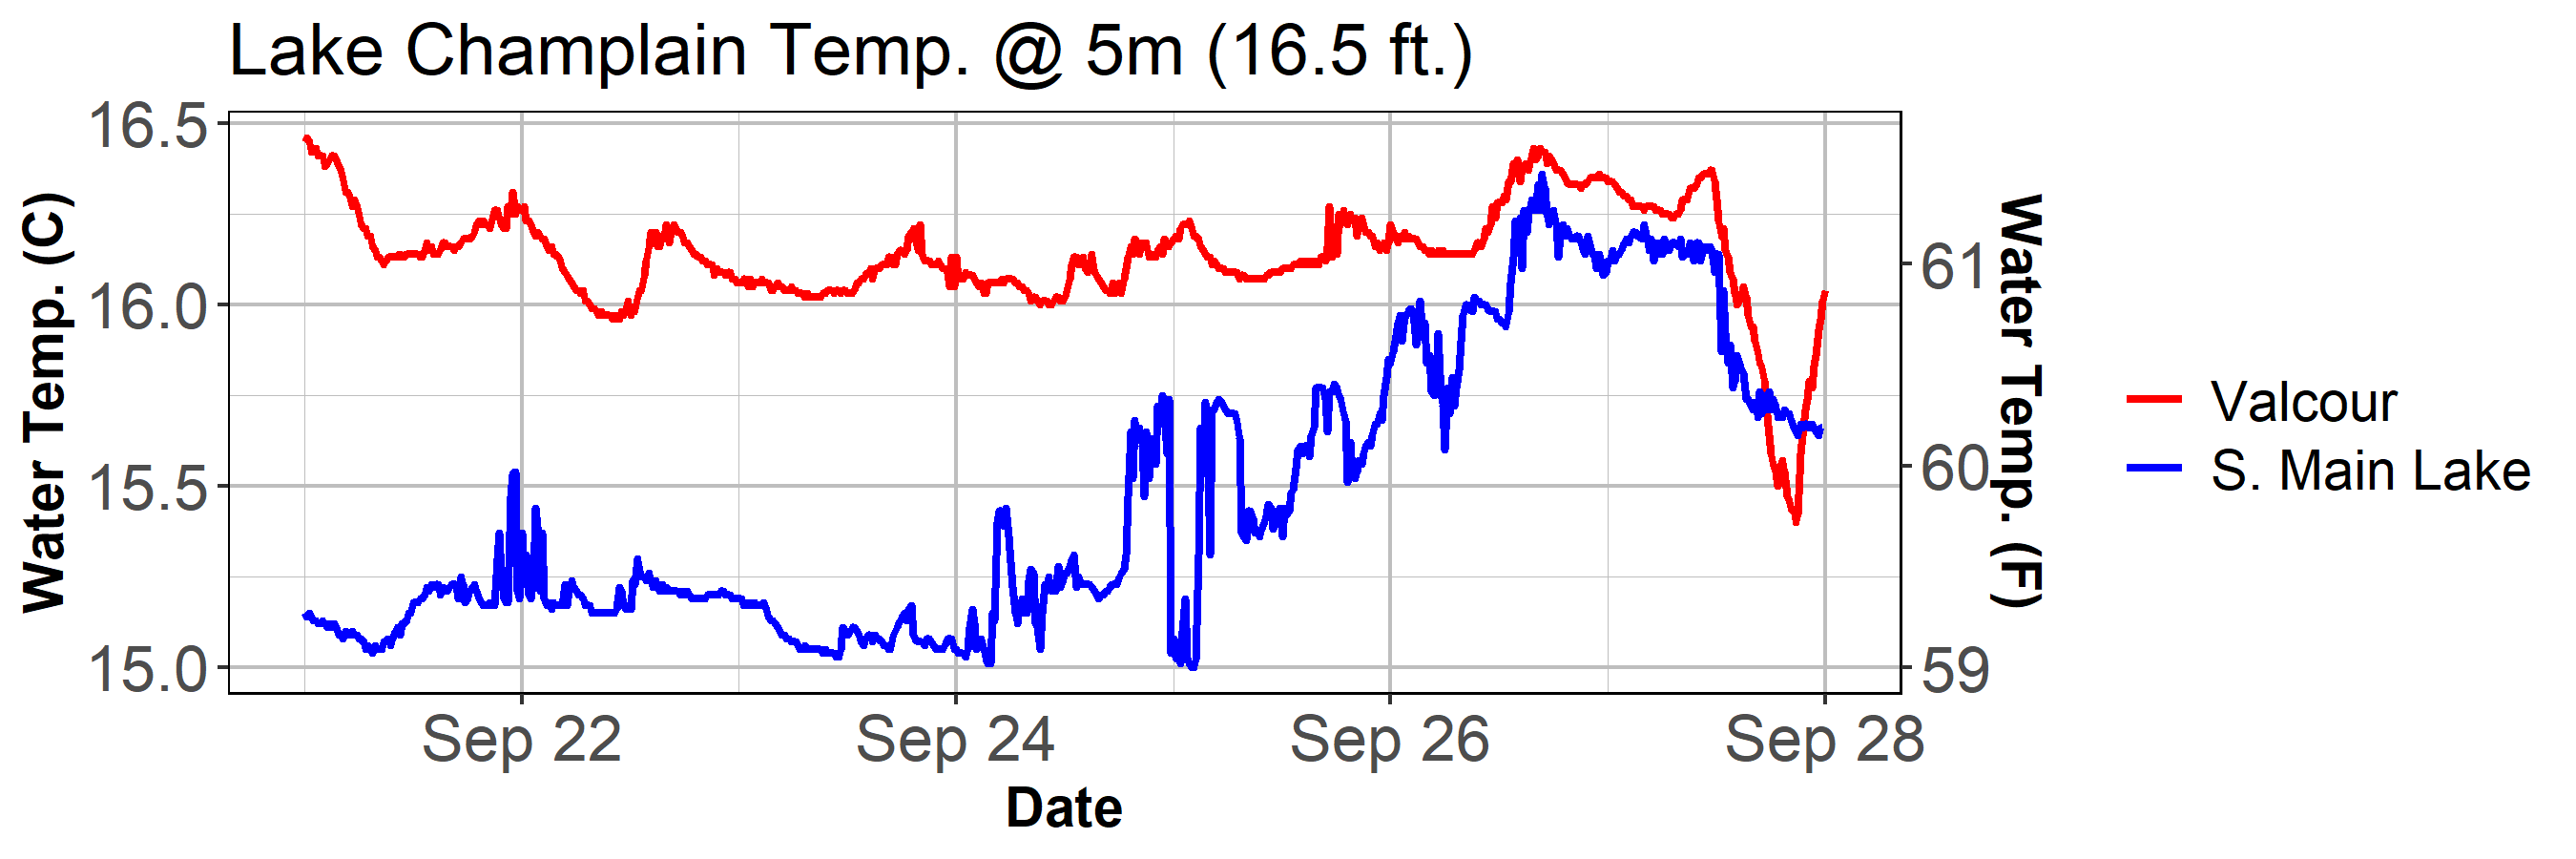 Lake Champlain Temp. @ 5m (16.5 ft.)
Water Temp. (C)
16.5
16.0
15.5
15.0
61
60
59
Water Temp. (F)
Valcour
S. Main Lake
Sep 22
Sep 24
Sep 26
Sep 28
Date